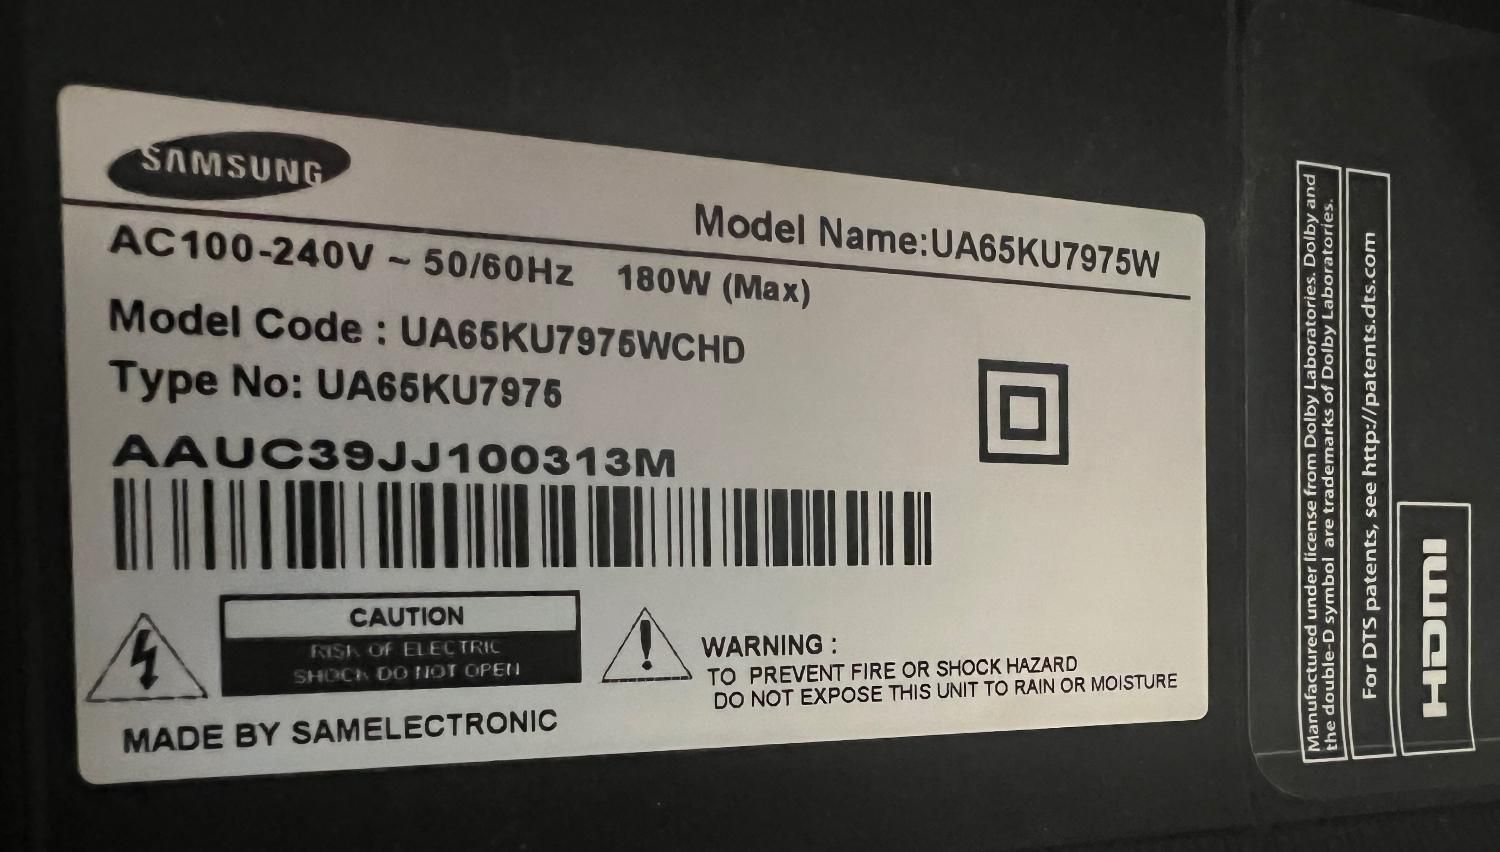 SAMSUNG
Model Name:UA65KU7975W
AC100-240V ~ 50/60Hz 180W (Max)
Model Code : UA65KU7975WCHD
Type No: UA65KU7975
AAUC39JJ100313M
CAUTION
RISK OF ELECTRIC
SHOCK DO NOT OPEN
WARNING :
TO PREVENT FIRE OR SHOCK HAZARD
DO NOT EXPOSE THIS UNIT TO RAIN OR MOISTURE
MADE BY SAMELECTRONIC
Manufactured under license from Dolby Laboratories. Dolby and
the double-D symbol are trademarks of Dolby Laboratories.
For DTS patents, see http://patents.dts.com
HDMI